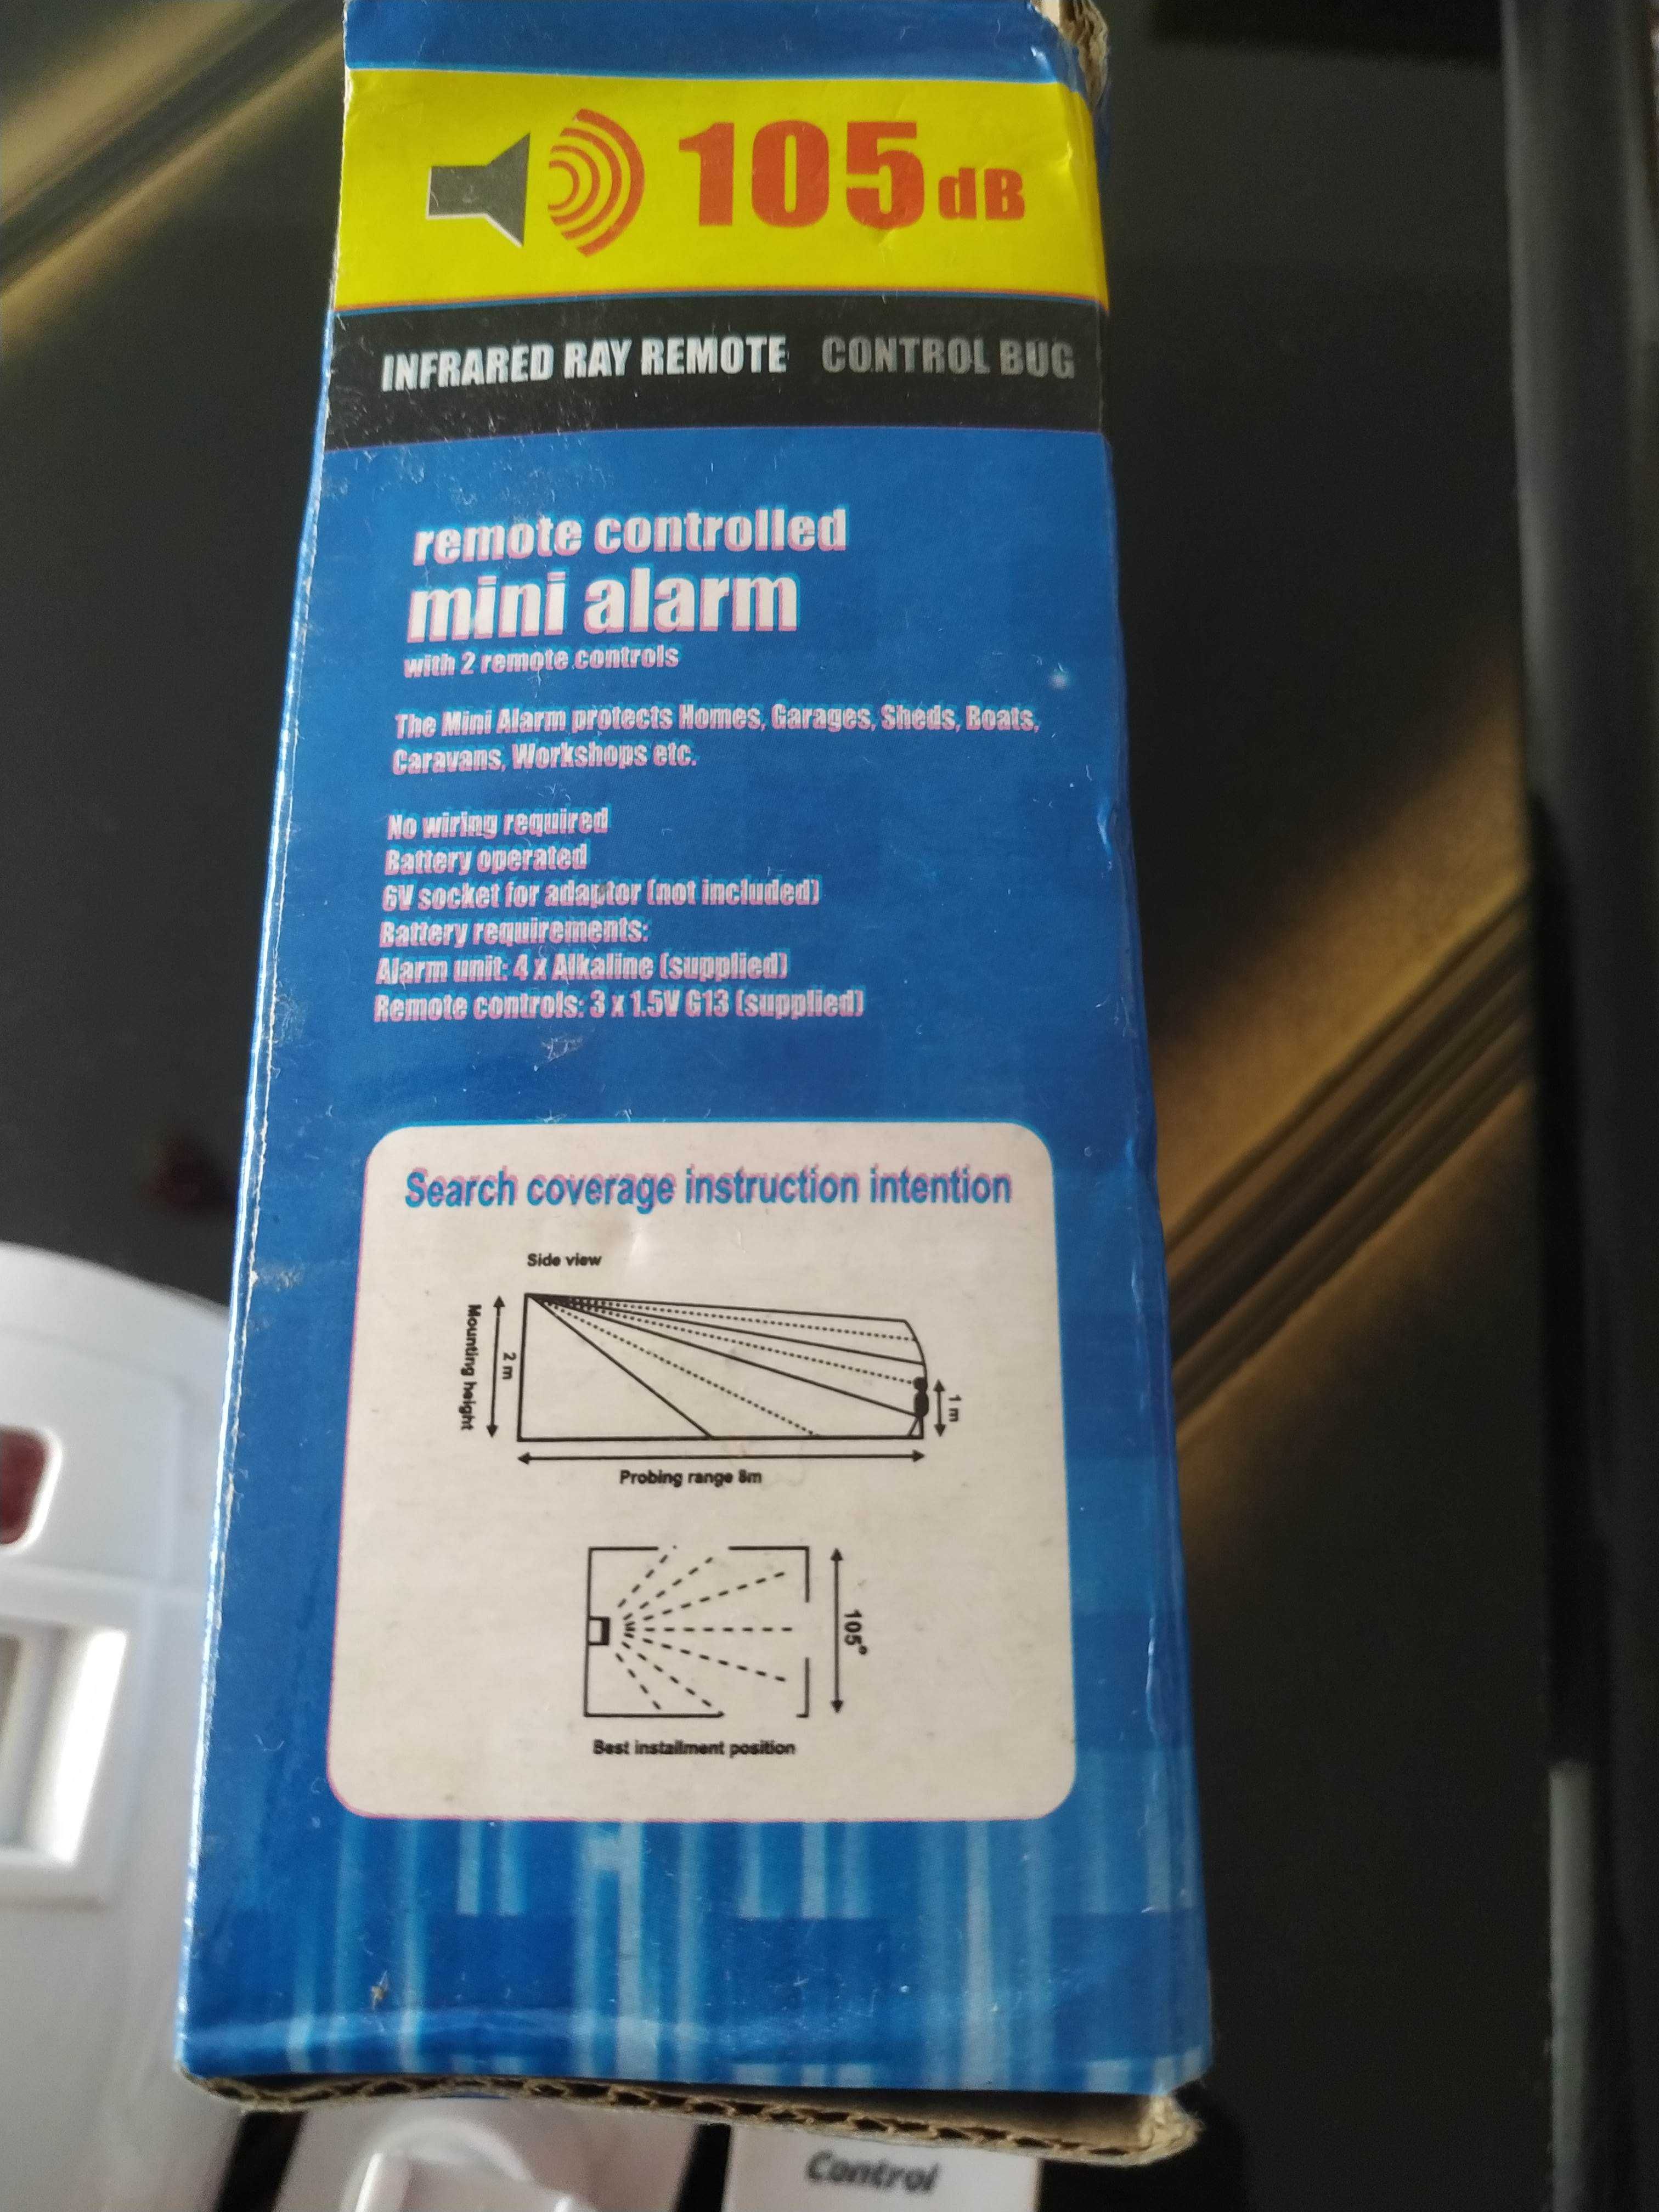 105 dB
INFRARED RAY REMOTE CONTROL BUG
remote controlled
mini alarm
with 2 remote controls
The Mini Alarm protects Homes, Garages, Sheds, Boats,
Caravans, Workshops etc.
No wiring required
Battery operated
6V socket for adaptor (not included)
Battery requirements:
Alarm unit: 4 x Alkaline (supplied)
Remote controls: 3 x 1.5V G13 (supplied)
Search coverage instruction intention
Side view
Mounting height
2 m
1 m
Probing range 8m
105°
Best installment position
Control